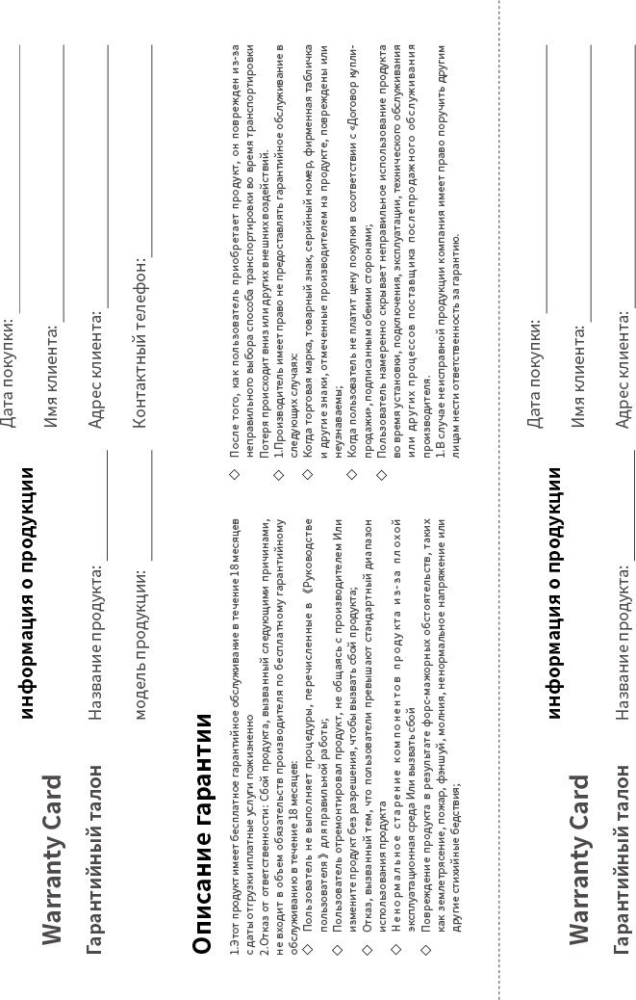 Warranty Card
Гарантийный талон
информация о продукции
Название продукта:
модель продукции:
Дата покупки:
Имя клиента:
Адрес клиента:
Контактный телефон:
Описание гарантии
1.Этот продукт имеет бесплатное гарантийное обслуживание в течение 18 месяцев
с даты отгрузки иплатные услуги пожизненно
2.Отказ от ответственности: Сбой продукта, вызванный следующими причинами,
не входит в объем обязательств производителя по бесплатному гарантийному
обслуживанию в течение 18 месяцев:
◇ Пользователь не выполняет процедуры, перечисленные в 《Руководстве
пользователя》 для правильной работы;
◇ Пользователь отремонтировал продукт, не общаясь с производителем Или
измените продукт без разрешения, чтобы вызвать сбой продукта;
◇ Отказ, вызванный тем, что пользователи превышают стандартный диапазон
использования продукта
◇ Ненормальное старение компонентов продукта из-за плохой
эксплуатационная среда Или вызвать сбой
◇ Повреждение продукта в результате форс-мажорных обстоятельств, таких
как землетрясение, пожар, фэншуй, молния, ненормальное напряжение или
другие стихийные бедствия;
◇ После того, как пользователь приобретает продукт, он поврежден из-за
неправильного выбора способа транспортировки во время транспортировки
Потеря происходит вниз или других внешних воздействий.
◇ 1.Производитель имеет право не предоставлять гарантийное обслуживание в
следующих случаях:
◇ Когда торговая марка, товарный знак, серийный номер, фирменная табличка
и другие знаки, отмеченные производителем на продукте, повреждены или
неузнаваемы;
◇ Когда пользователь не платит цену покупки в соответствии с «Договор купли-
продажи», подписанным обеими сторонами;
◇ Пользователь намеренно скрывает неправильное использование продукта
во время установки, подключения, эксплуатации, технического обслуживания
или других процессов поставщика послепродажного обслуживания
производителя.
1.В случае неисправной продукции компания имеет право поручить другим
лицам нести ответственность за гарантию.
Warranty Card
Гарантийный талон
информация о продукции
Название продукта:
Дата покупки:
Имя клиента:
Адрес клиента: